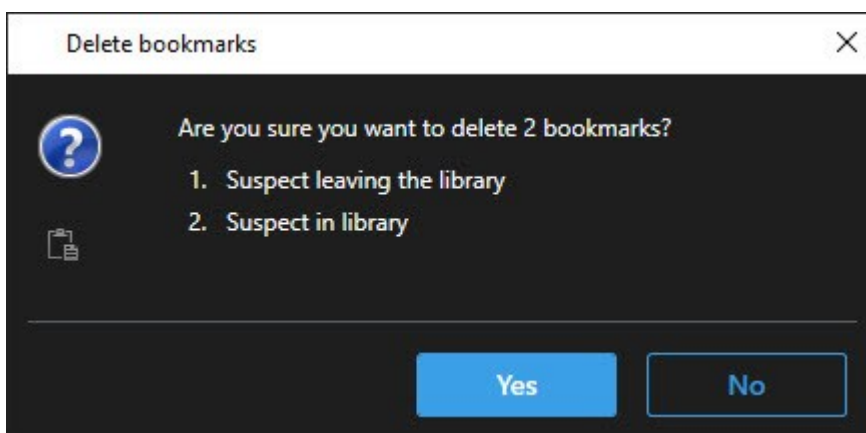 Delete bookmarks
Are you sure you want to delete 2 bookmarks?
1. Suspect leaving the library
2. Suspect in library
Yes No